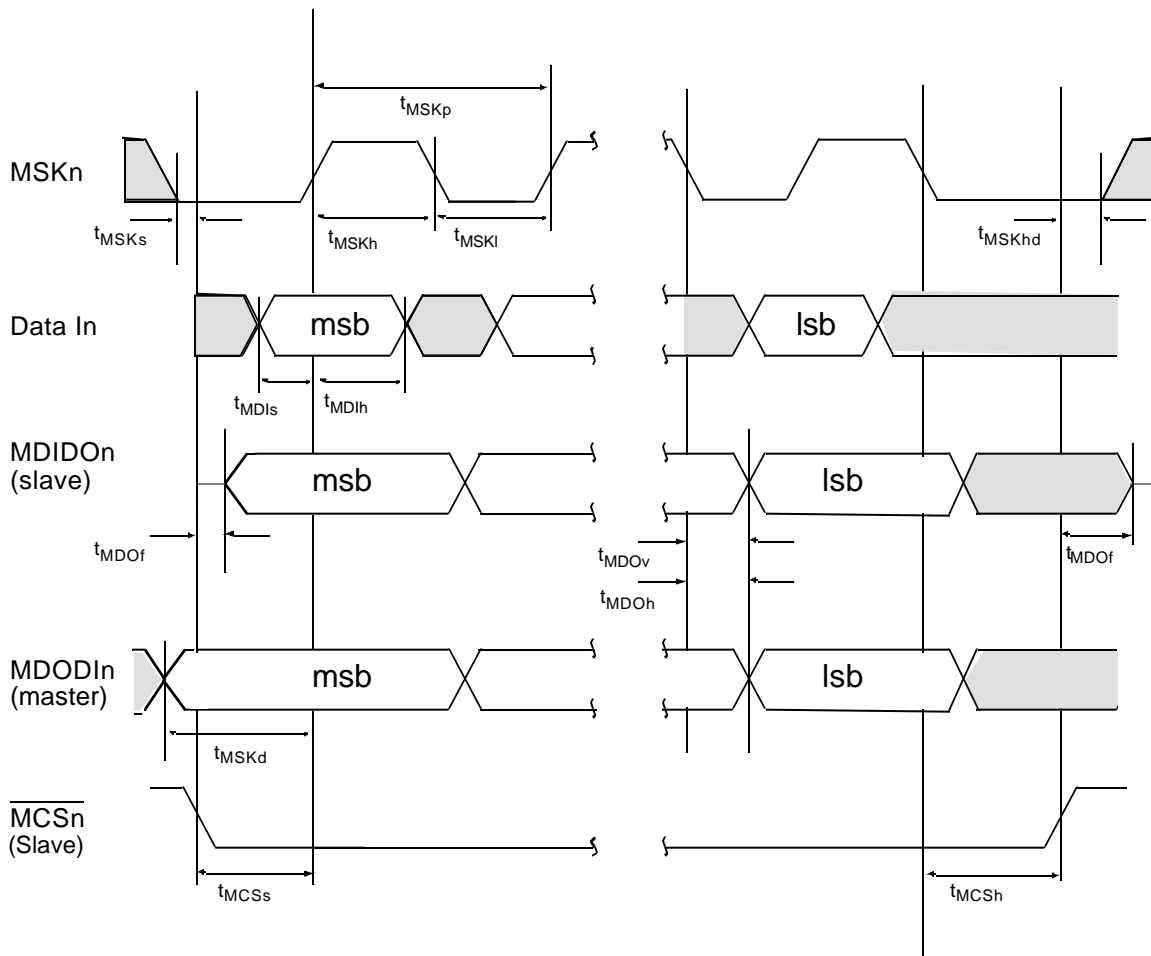 tMSKp
MSKn
tMSKs
tMSKh
tMSKl
tMSKhd
Data In
msb
lsb
tMDIs
tMDIh
MDIDOn
(slave)
msb
lsb
tMDOf
tMDOv
tMDOf
tMDOh
MDODIn
(master)
msb
lsb
tMSKd
MCSn
(Slave)
tMCSs
tMCSh